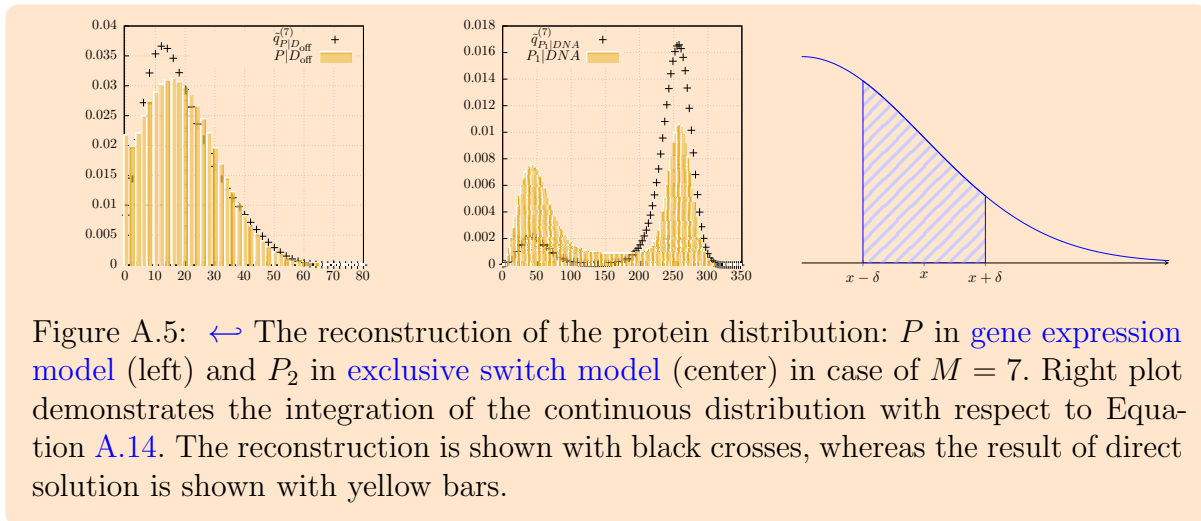 0.04
0.035
0.03
0.025
0.02
0.015
0.01
0.005
0
0 10 20 30 40 50 60 70 80
q̃^{(7)}_{P|D_off} +
P|D_off
0.018
0.016
0.014
0.012
0.01
0.008
0.006
0.004
0.002
0
0 50 100 150 200 250 300 350
q̃^{(7)}_{P_1|DNA} +
P_1|DNA
x − δ x x + δ
Figure A.5: ↩ The reconstruction of the protein distribution: P in gene expression
model (left) and P_2 in exclusive switch model (center) in case of M = 7. Right plot
demonstrates the integration of the continuous distribution with respect to Equa-
tion A.14. The reconstruction is shown with black crosses, whereas the result of direct
solution is shown with yellow bars.